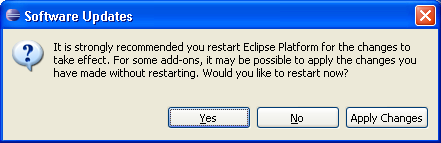 Software Updates
It is strongly recommended you restart Eclipse Platform for the changes to
take effect. For some add-ons, it may be possible to apply the changes you
have made without restarting. Would you like to restart now?
Yes No Apply Changes